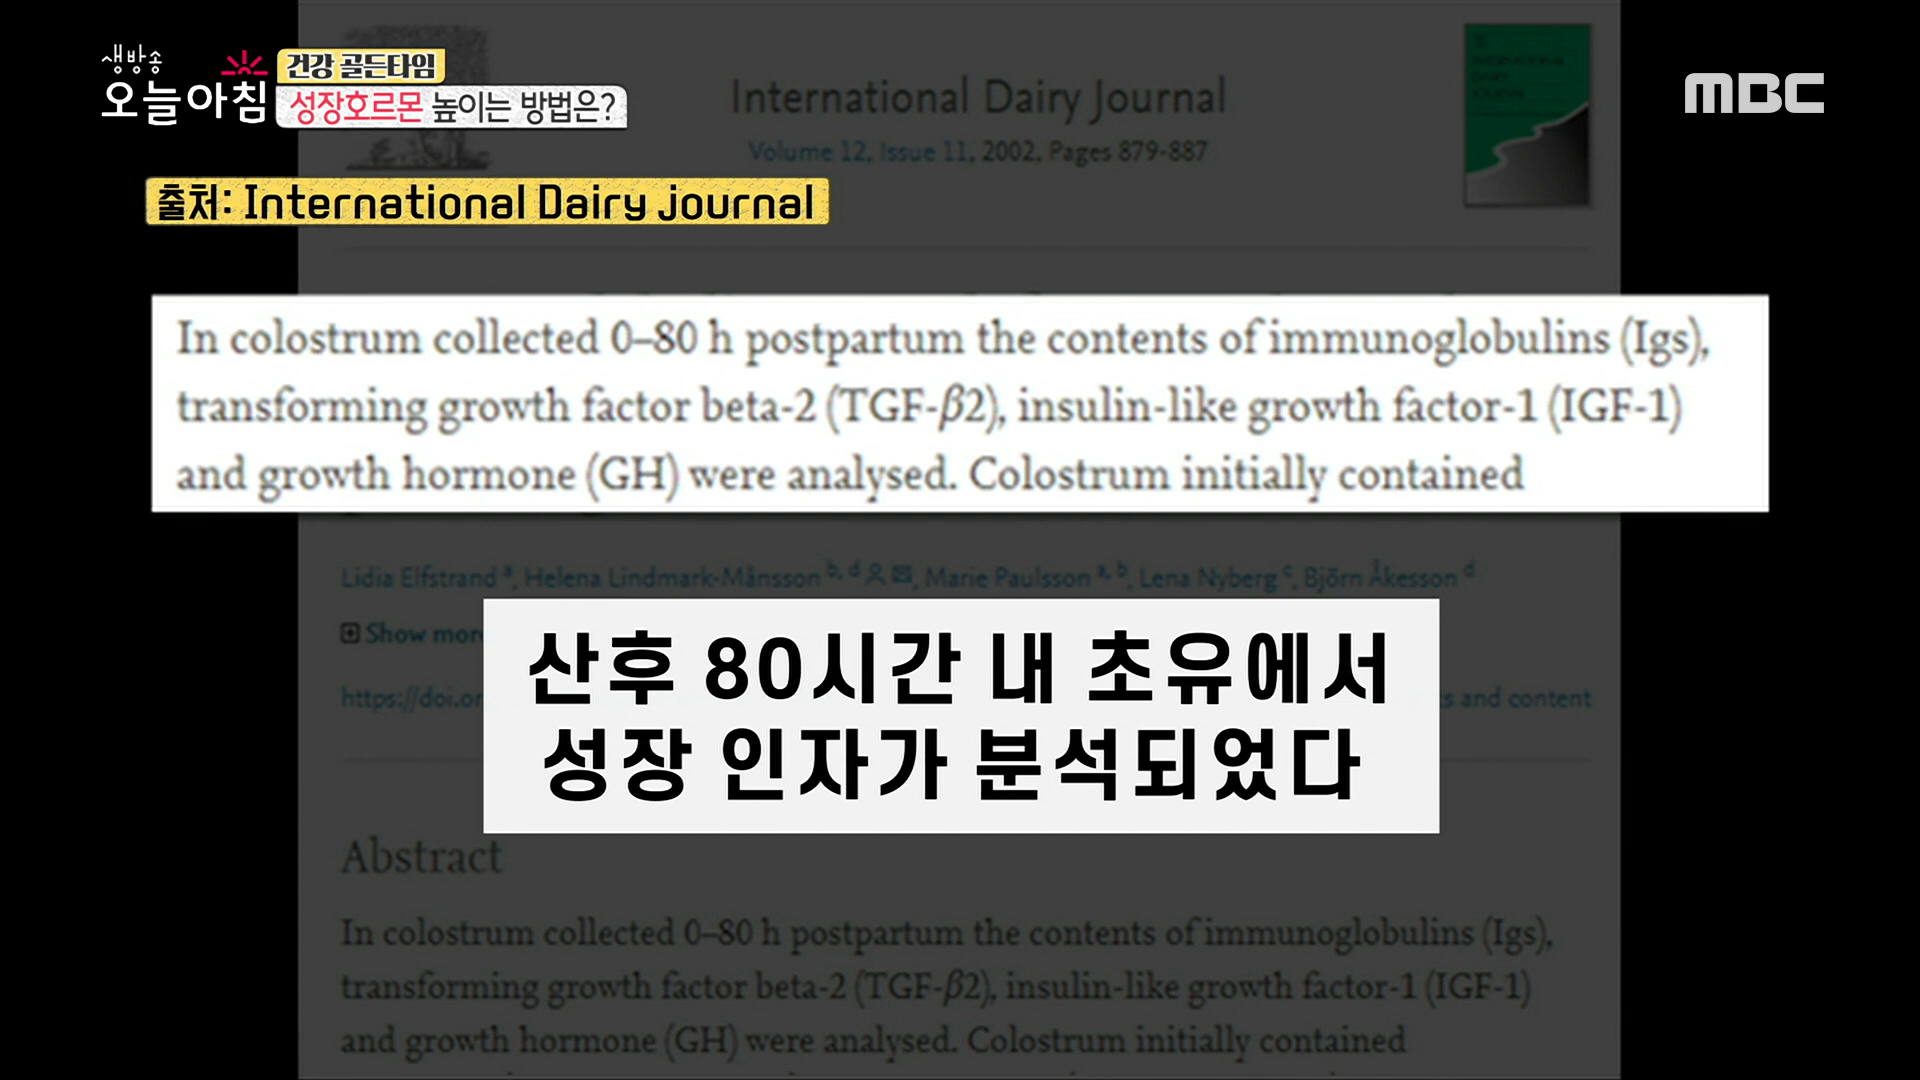 생방송
오늘아침
건강 골든타임
성장호르몬 높이는 방법은?
MBC
International Dairy Journal
Volume 12, Issue 11, 2002, Pages 879-887
INTERNATIONAL
DAIRY
JOURNAL
출처: International Dairy Journal
In colostrum collected 0–80 h postpartum the contents of immunoglobulins (Igs),
transforming growth factor beta-2 (TGF-β2), insulin-like growth factor-1 (IGF-1)
and growth hormone (GH) were analysed. Colostrum initially contained
Lidia Elfstrand a, Helena Lindmark-Månsson b, d, Marie Paulsson a, b, Lena Nyberg c, Björn Åkesson d
Show more
https://doi.or
and content
산후 80시간 내 초유에서
성장 인자가 분석되었다
Abstract
In colostrum collected 0–80 h postpartum the contents of immunoglobulins (Igs),
transforming growth factor beta-2 (TGF-β2), insulin-like growth factor-1 (IGF-1)
and growth hormone (GH) were analysed. Colostrum initially contained